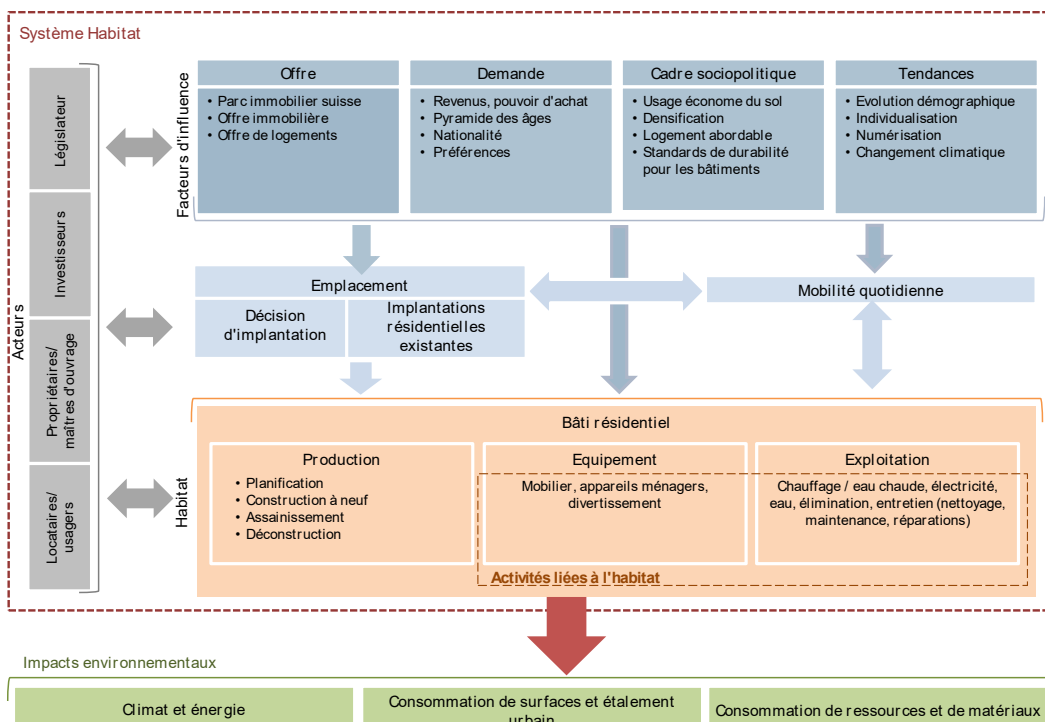 Système Habitat
Acteurs
Législateur
Investisseurs
Propriétaires/
maîtres d'ouvrage
Locataires/
usagers
Facteurs d'influence
Offre
• Parc immobilier suisse
• Offre immobilière
• Offre de logements
Demande
• Revenus, pouvoir d'achat
• Pyramide des âges
• Nationalité
• Préférences
Cadre sociopolitique
• Usage économe du sol
• Densification
• Logement abordable
• Standards de durabilité
pour les bâtiments
Tendances
• Evolution démographique
• Individualisation
• Numérisation
• Changement climatique
Emplacement
Décision
d'implantation
Implantations
résidentielles
existantes
Mobilité quotidienne
Habitat
Bâti résidentiel
Production
• Planification
• Construction à neuf
• Assainissement
• Déconstruction
Equipement
Mobilier, appareils ménagers,
divertissement
Exploitation
Chauffage / eau chaude, électricité,
eau, élimination, entretien (nettoyage,
maintenance, réparations)
Activités liées à l'habitat
Impacts environnementaux
Climat et énergie
Consommation de surfaces et étalement
urbain
Consommation de ressources et de matériaux